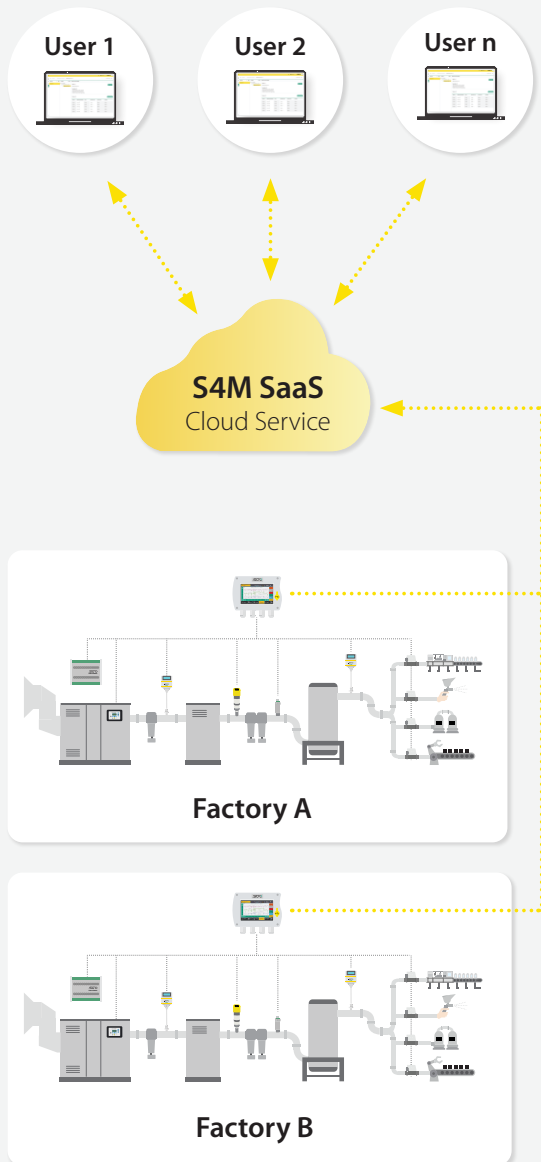 User 1
User 2
User n
S4M SaaS
Cloud Service
Factory A
Factory B